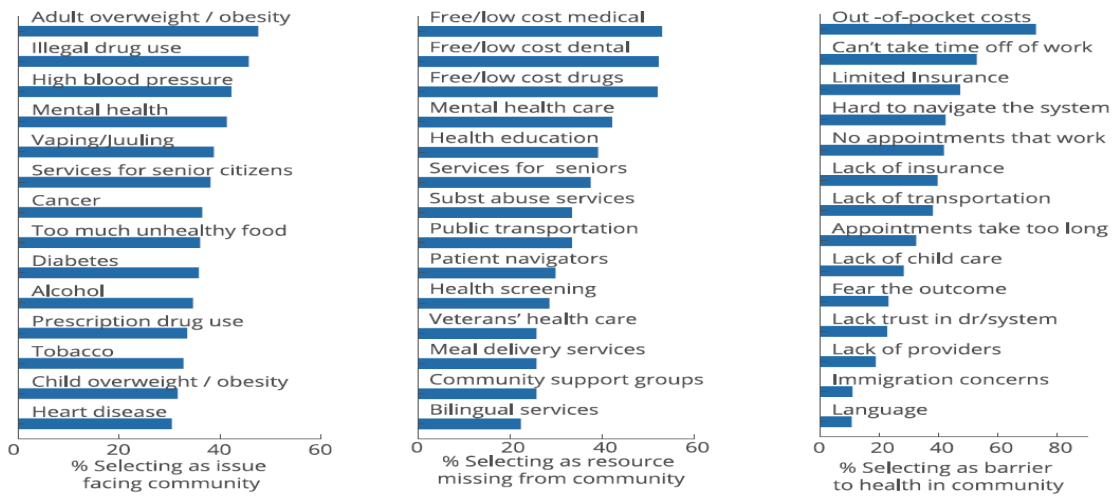 Adult overweight / obesity
Illegal drug use
High blood pressure
Mental health
Vaping/Juuling
Services for senior citizens
Cancer
Too much unhealthy food
Diabetes
Alcohol
Prescription drug use
Tobacco
Child overweight / obesity
Heart disease
0 20 40 60
% Selecting as issue
facing community
Free/low cost medical
Free/low cost dental
Free/low cost drugs
Mental health care
Health education
Services for seniors
Subst abuse services
Public transportation
Patient navigators
Health screening
Veterans’ health care
Meal delivery services
Community support groups
Bilingual services
0 20 40 60
% Selecting as resource
missing from community
Out -of-pocket costs
Can’t take time off of work
Limited Insurance
Hard to navigate the system
No appointments that work
Lack of insurance
Lack of transportation
Appointments take too long
Lack of child care
Fear the outcome
Lack trust in dr/system
Lack of providers
Immigration concerns
Language
0 20 40 60 80
% Selecting as barrier
to health in community